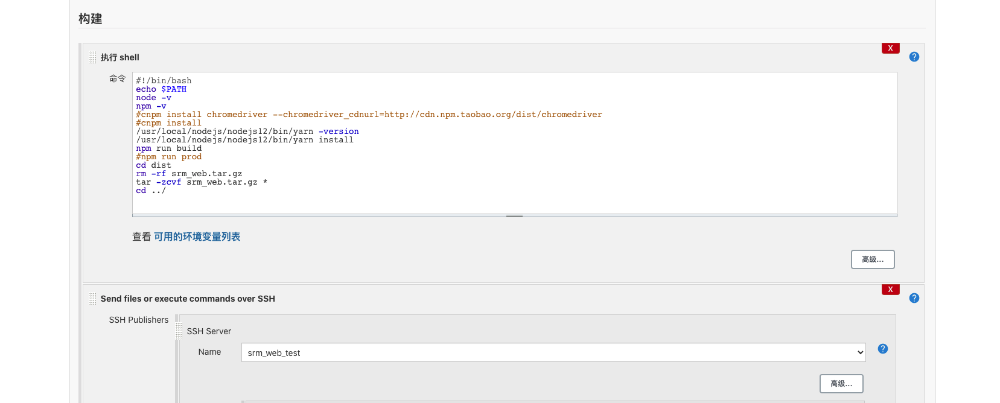 构建
执行 shell
X
?
命令
#!/bin/bash
echo $PATH
node -v
npm -v
#cnpm install chromedriver --chromedriver_cdnurl=http://cdn.npm.taobao.org/dist/chromedriver
#cnpm install
/usr/local/nodejs/nodejs12/bin/yarn -version
/usr/local/nodejs/nodejs12/bin/yarn install
npm run build
#npm run prod
cd dist
rm -rf srm_web.tar.gz
tar -zcvf srm_web.tar.gz *
cd ../
查看 可用的环境变量列表
高级...
Send files or execute commands over SSH
X
?
SSH Publishers
SSH Server
Name
srm_web_test
?
高级...